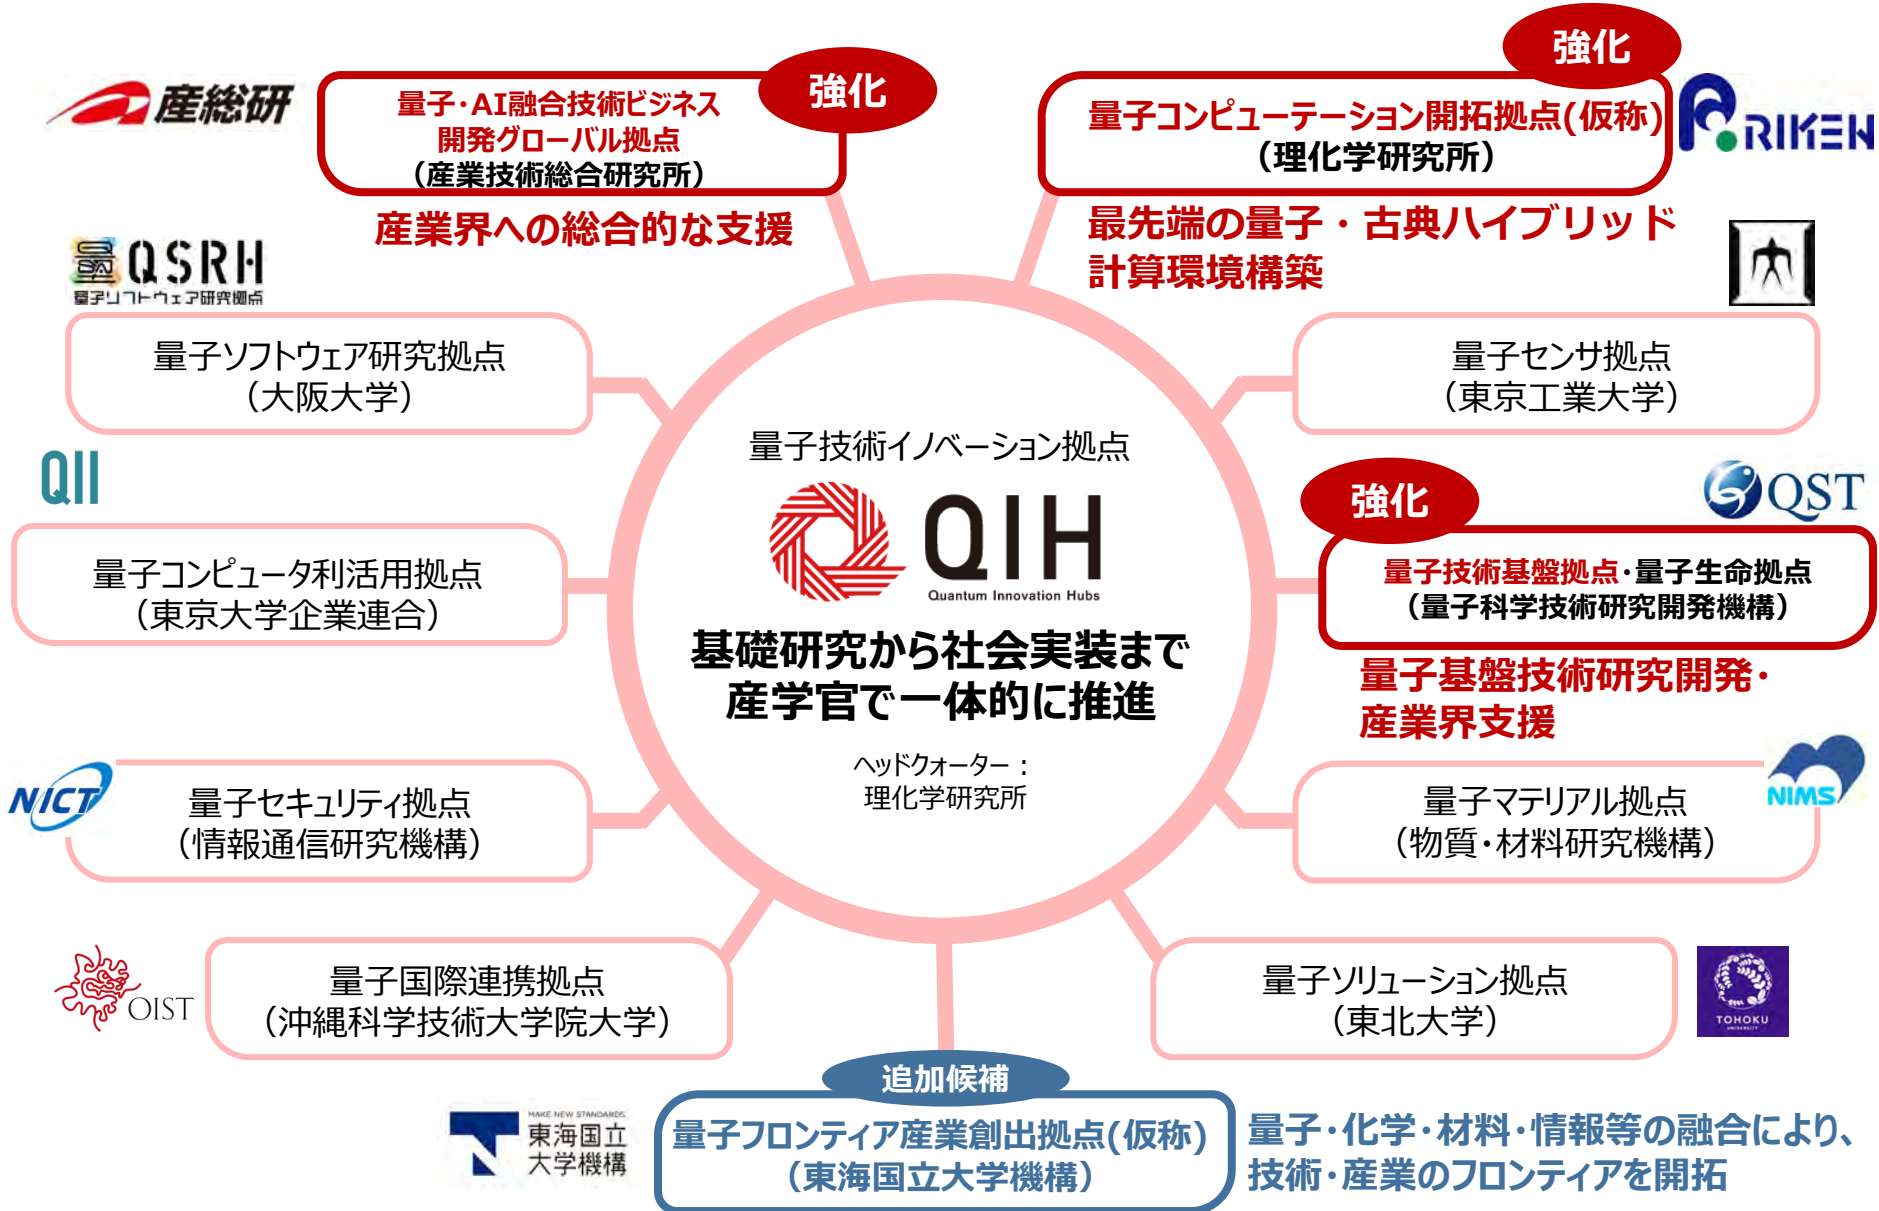 産総研
量子・AI融合技術ビジネス
開発グローバル拠点
（産業技術総合研究所）
強化
産業界への総合的な支援
強化
量子コンピューテーション開拓拠点(仮称)
（理化学研究所）
RIKEN
最先端の量子・古典ハイブリッド
計算環境構築
QSRH
量子ソフトウェア研究拠点
量子ソフトウェア研究拠点
（大阪大学）
量子センサ拠点
（東京工業大学）
QII
量子コンピュータ利活用拠点
（東京大学企業連合）
量子技術イノベーション拠点
QIH
Quantum Innovation Hubs
基礎研究から社会実装まで
産学官で一体的に推進
ヘッドクォーター：
理化学研究所
強化
QST
量子技術基盤拠点・量子生命拠点
（量子科学技術研究開発機構）
量子基盤技術研究開発・
産業界支援
NICT
量子セキュリティ拠点
（情報通信研究機構）
NIMS
量子マテリアル拠点
（物質・材料研究機構）
OIST
量子国際連携拠点
（沖縄科学技術大学院大学）
量子ソリューション拠点
（東北大学）
TOHOKU
UNIVERSITY
追加候補
MAKE NEW STANDARDS.
東海国立
大学機構
量子フロンティア産業創出拠点(仮称)
（東海国立大学機構）
量子・化学・材料・情報等の融合により、
技術・産業のフロンティアを開拓